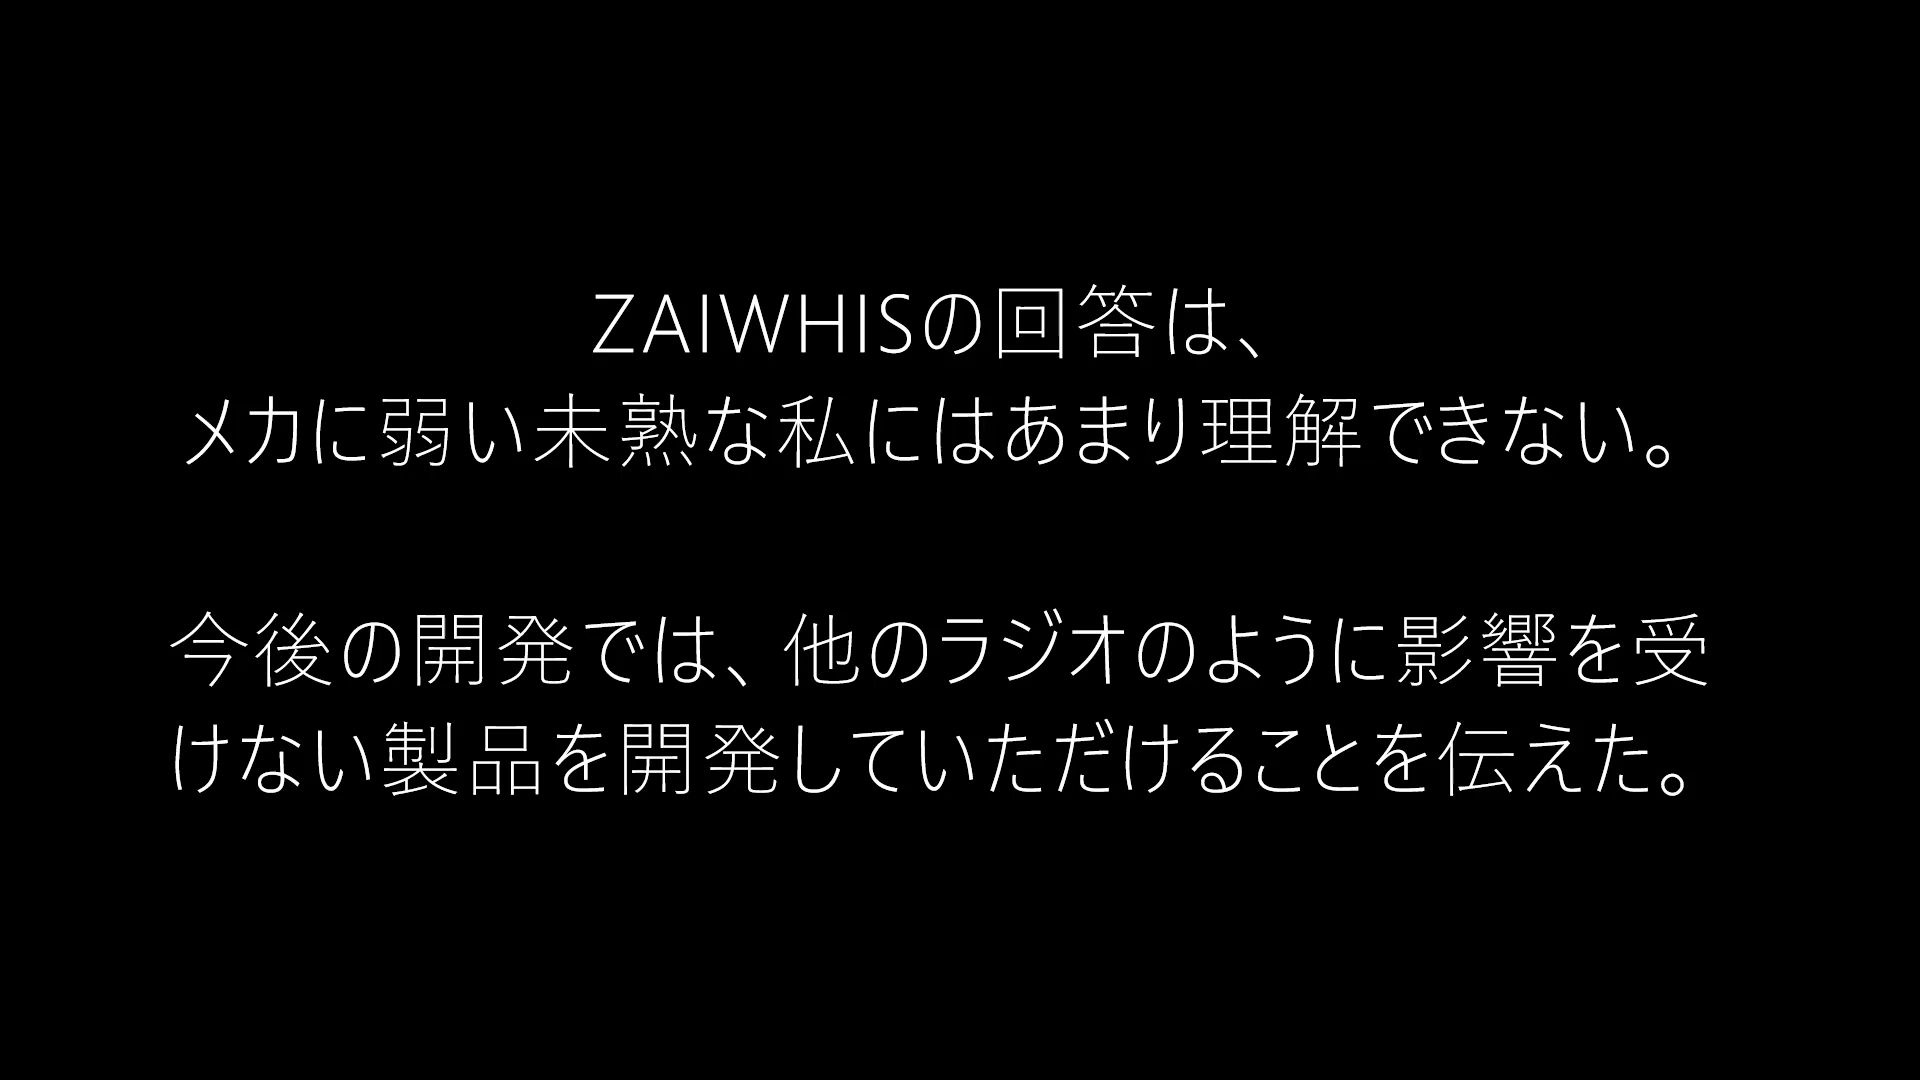 ZAIWHISの回答は、
メカに弱い未熟な私にはあまり理解できない。
今後の開発では、他のラジオのように影響を受
けない製品を開発していただけることを伝えた。